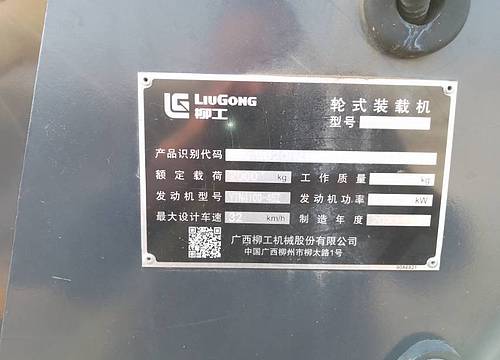 LIUGONG 柳工
轮式装载机
型号
产品识别代码
额定载荷 kg 工作质量 kg
发动机型号 发动机功率 kW
最大设计车速 32 km/h 制造年度
广西柳工机械股份有限公司
中国广西柳州市柳太路1号